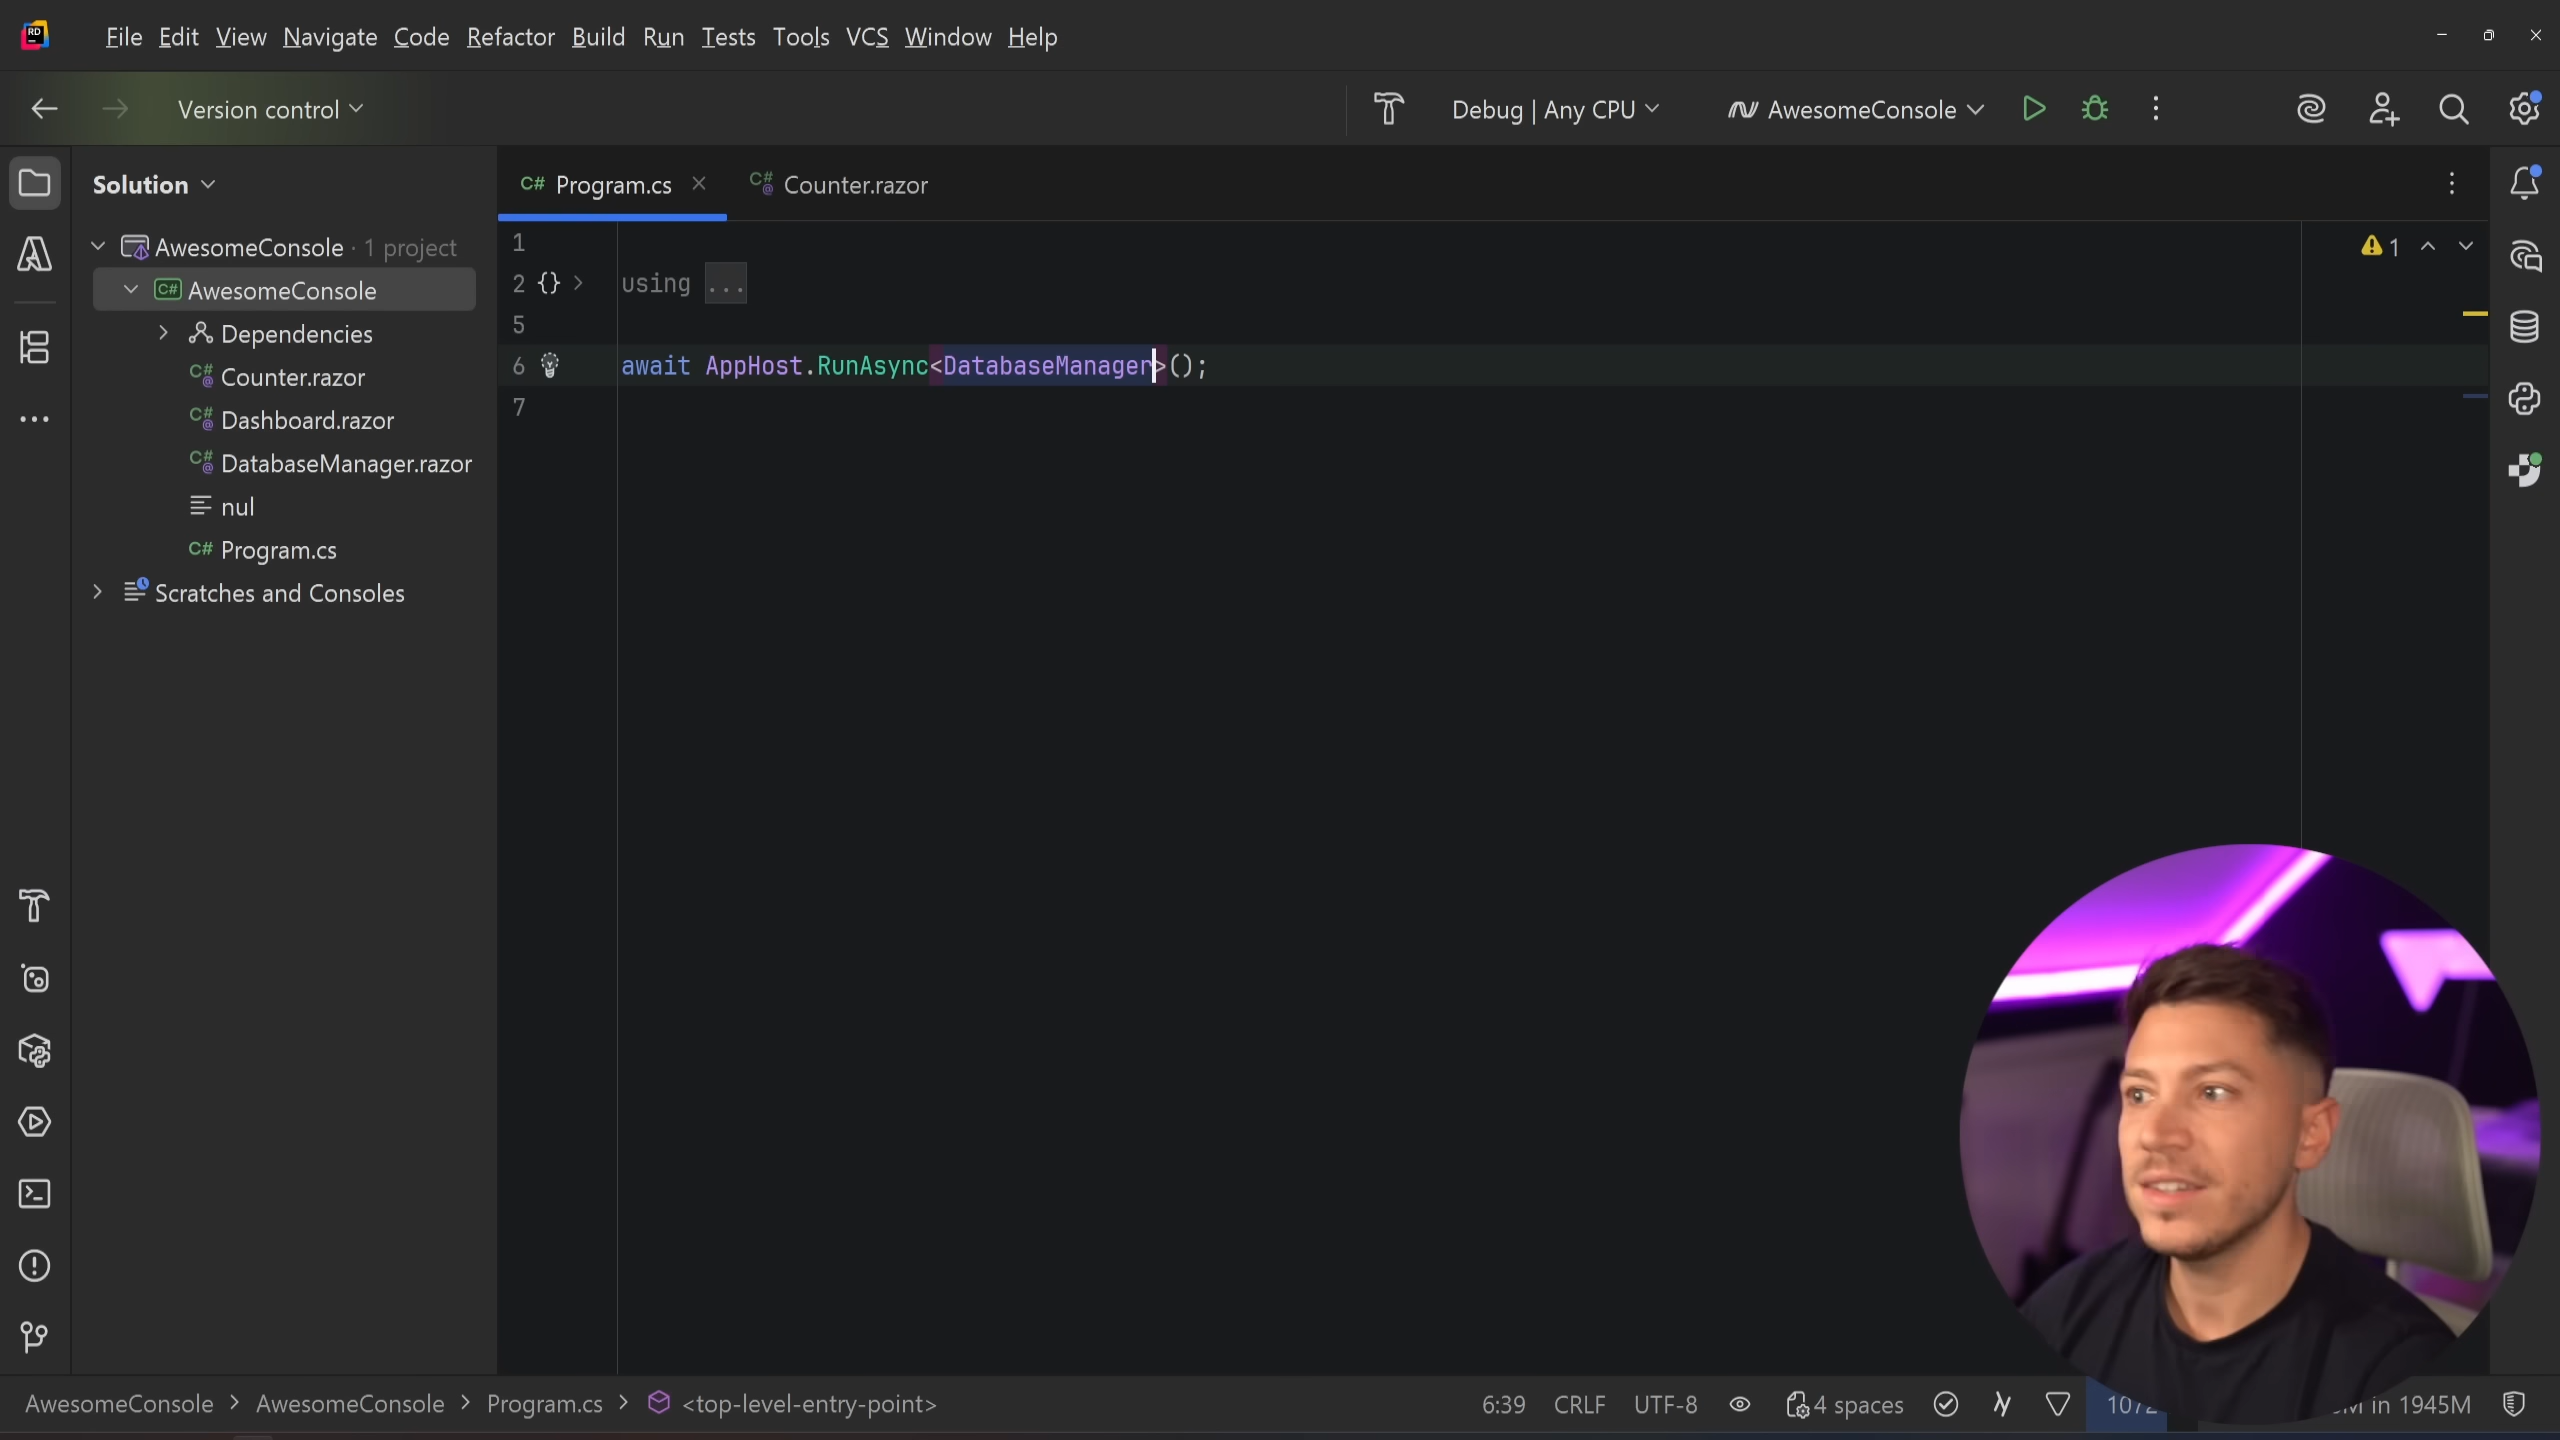 File Edit View Navigate Code Refactor Build Run Tests Tools VCS Window Help
Version control
Debug | Any CPU
AwesomeConsole
Solution
Program.cs
Counter.razor
AwesomeConsole · 1 project
AwesomeConsole
Dependencies
Counter.razor
Dashboard.razor
DatabaseManager.razor
nul
Program.cs
Scratches and Consoles
1
2 {} using ...
5
6 await AppHost.RunAsync<DatabaseManager>();
7
1
AwesomeConsole > AwesomeConsole > Program.cs > <top-level-entry-point>
6:39 CRLF UTF-8 4 spaces in 1945M